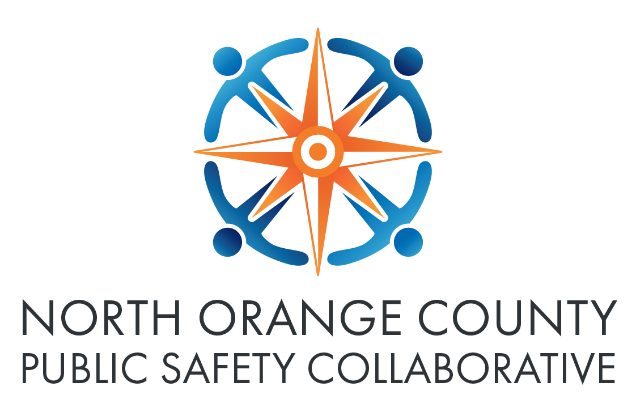 NORTH ORANGE COUNTY
PUBLIC SAFETY COLLABORATIVE